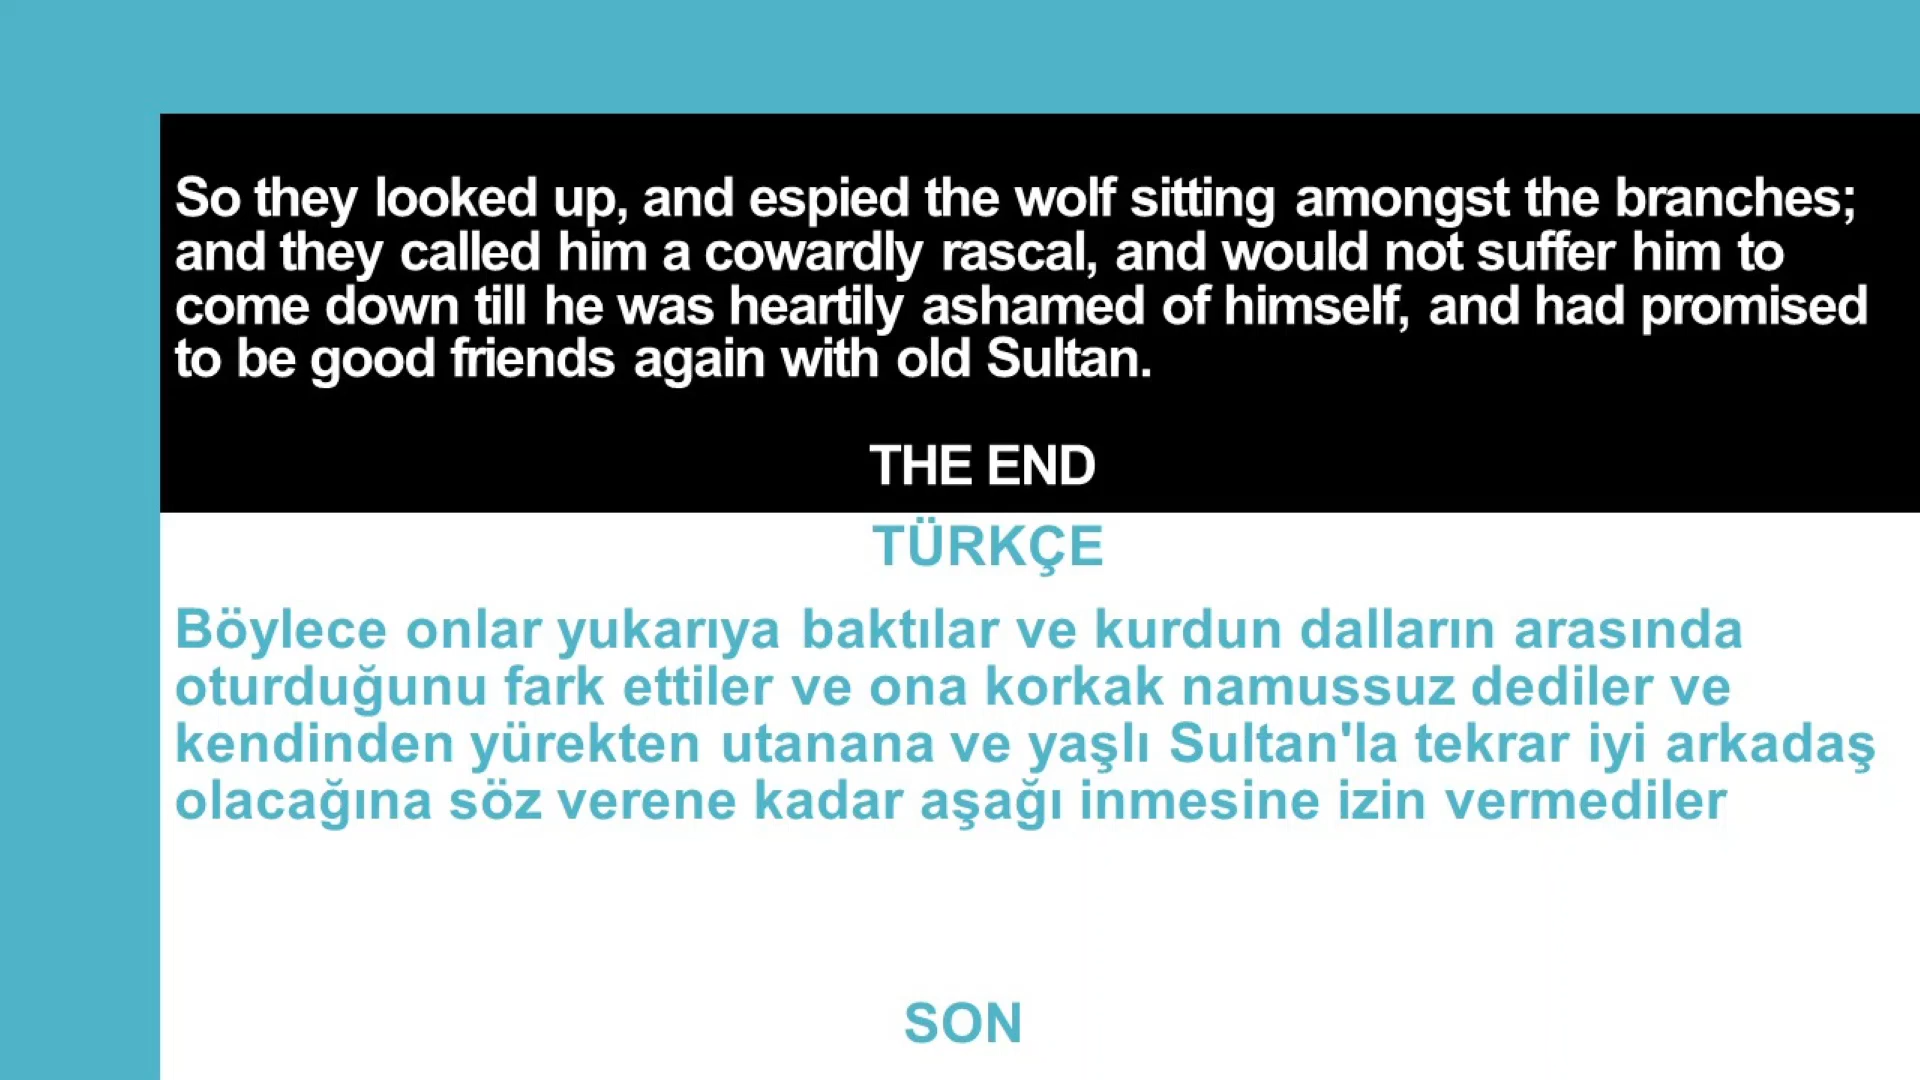 So they looked up, and espied the wolf sitting amongst the branches;
and they called him a cowardly rascal, and would not suffer him to
come down till he was heartily ashamed of himself, and had promised
to be good friends again with old Sultan.
THE END
TÜRKÇE
Böylece onlar yukarıya baktılar ve kurdun dalların arasında
oturduğunu fark ettiler ve ona korkak namussuz dediler ve
kendinden yürekten utanana ve yaşlı Sultan'la tekrar iyi arkadaş
olacağına söz verene kadar aşağı inmesine izin vermediler
SON